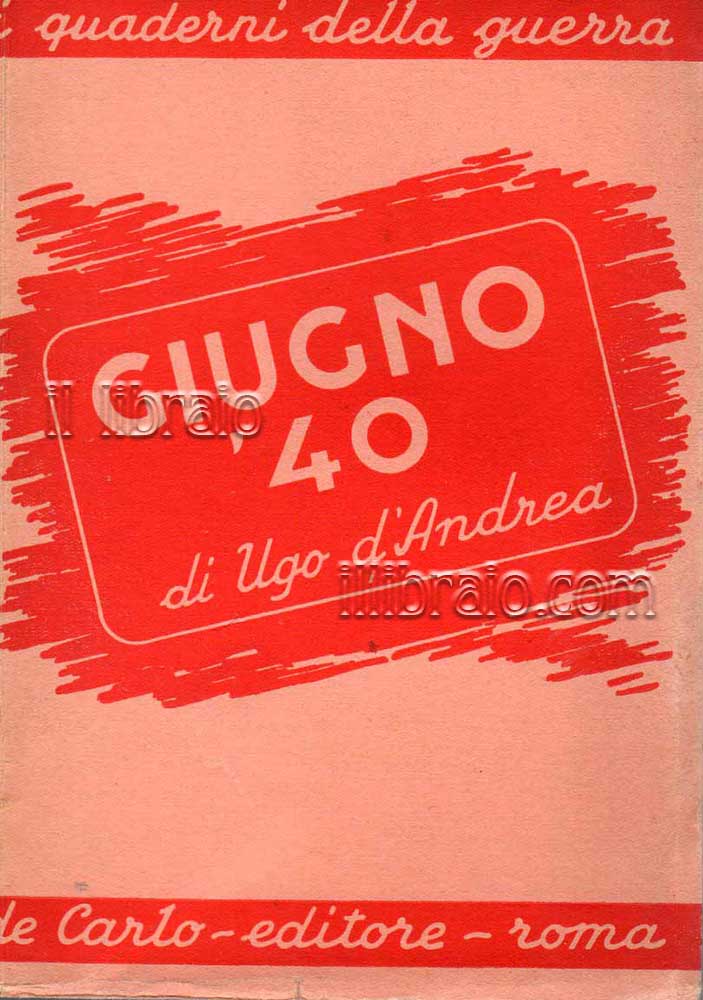 i quaderni della guerra
GIUGNO
'40
il libraio
di Ugo d'Andrea
illibraio.com
de Carlo - editore - roma